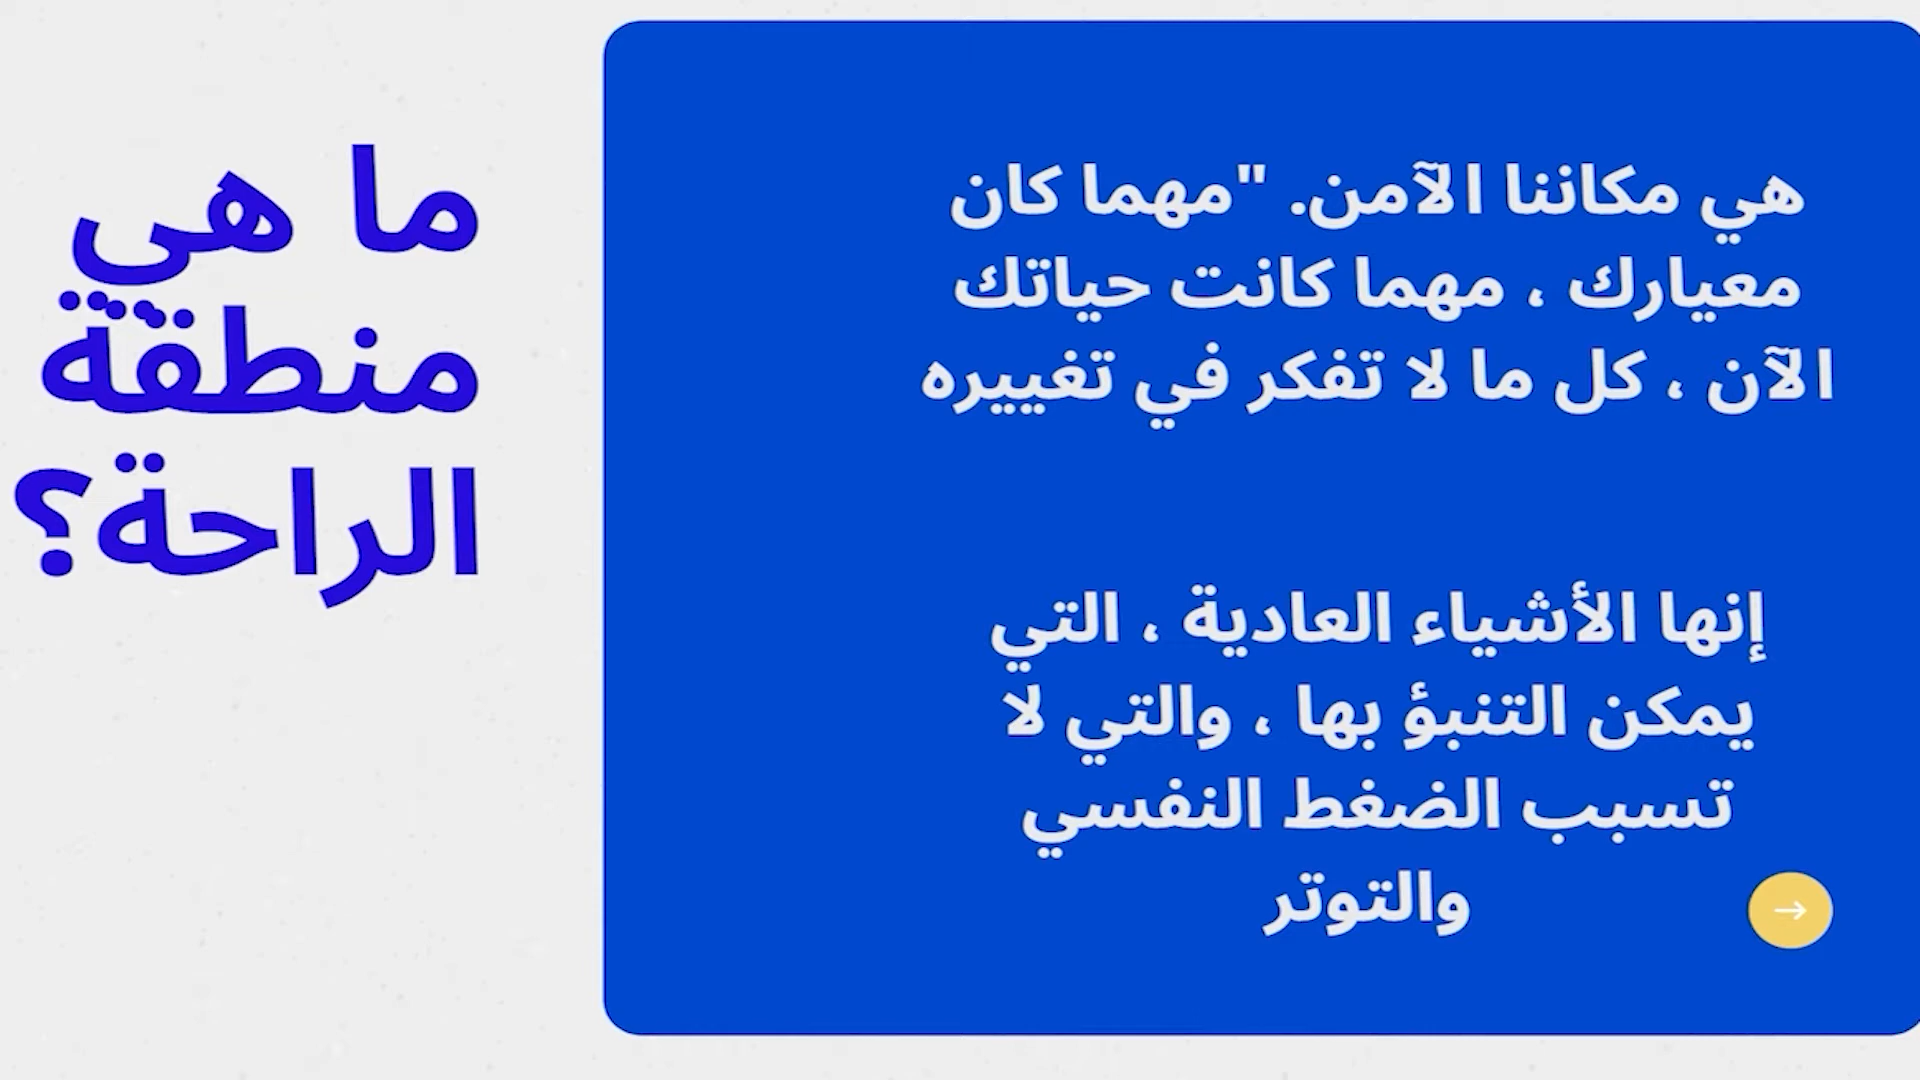 ما هي
منطقة
الراحة؟
هي مكاننا الآمن. "مهما كان
معيارك ، مهما كانت حياتك
الآن ، كل ما لا تفكر في تغييره
إنها الأشياء العادية ، التي
يمكن التنبؤ بها ، والتي لا
تسبب الضغط النفسي
والتوتر